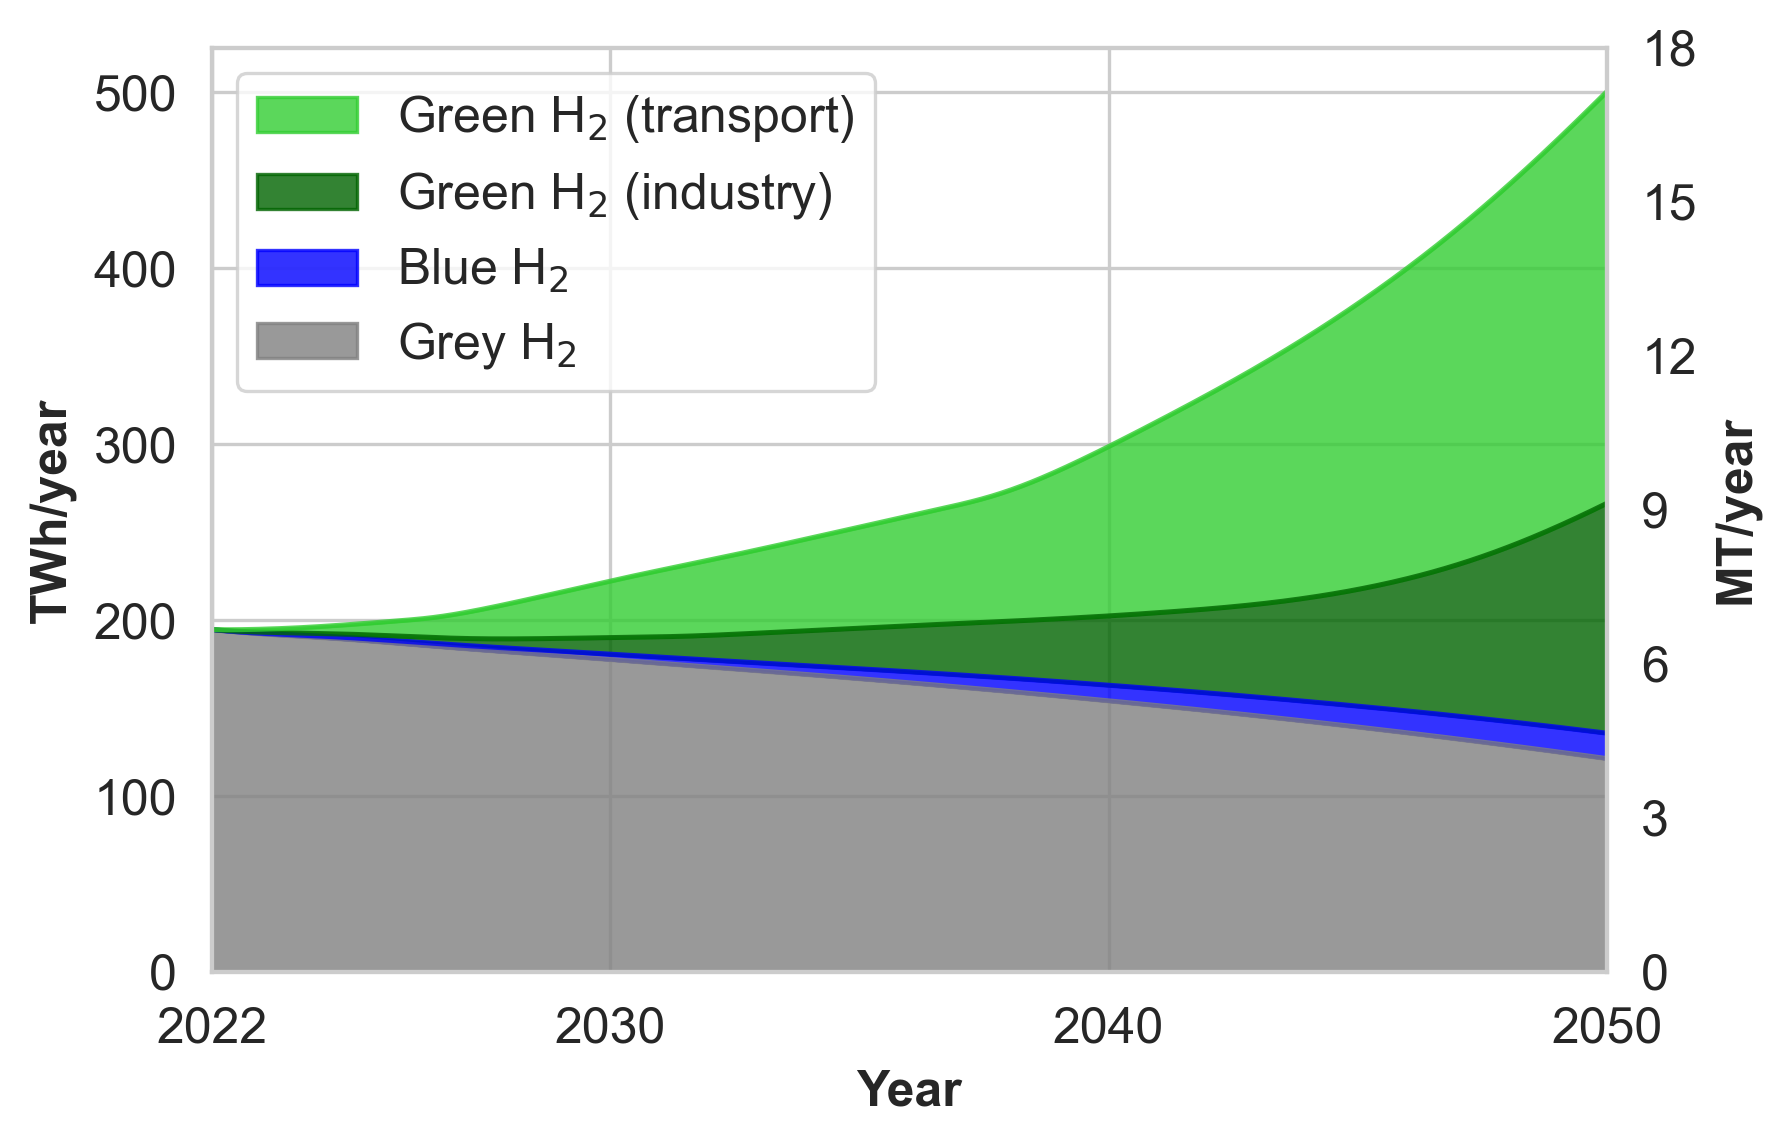 Green H₂ (transport)
Green H₂ (industry)
Blue H₂
Grey H₂
TWh/year
500
400
300
200
100
0
18
15
12
9
6
3
0
MT/year
2022
2030
2040
2050
Year